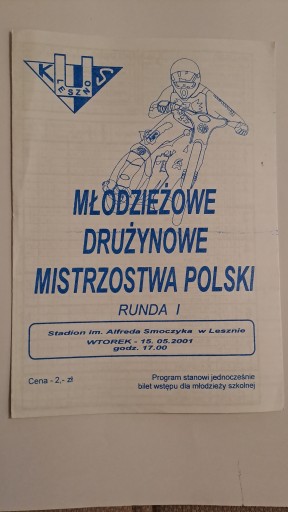 KLUS
LESZNO
MŁODZIEŻOWE
DRUŻYNOWE
MISTRZOSTWA POLSKI
RUNDA I
Stadion im. Alfreda Smoczyka w Lesznie
WTOREK - 15. 05. 2001
godz. 17.00
Cena - 2,- zł
Program stanowi jednocześnie
bilet wstępu dla młodzieży szkolnej